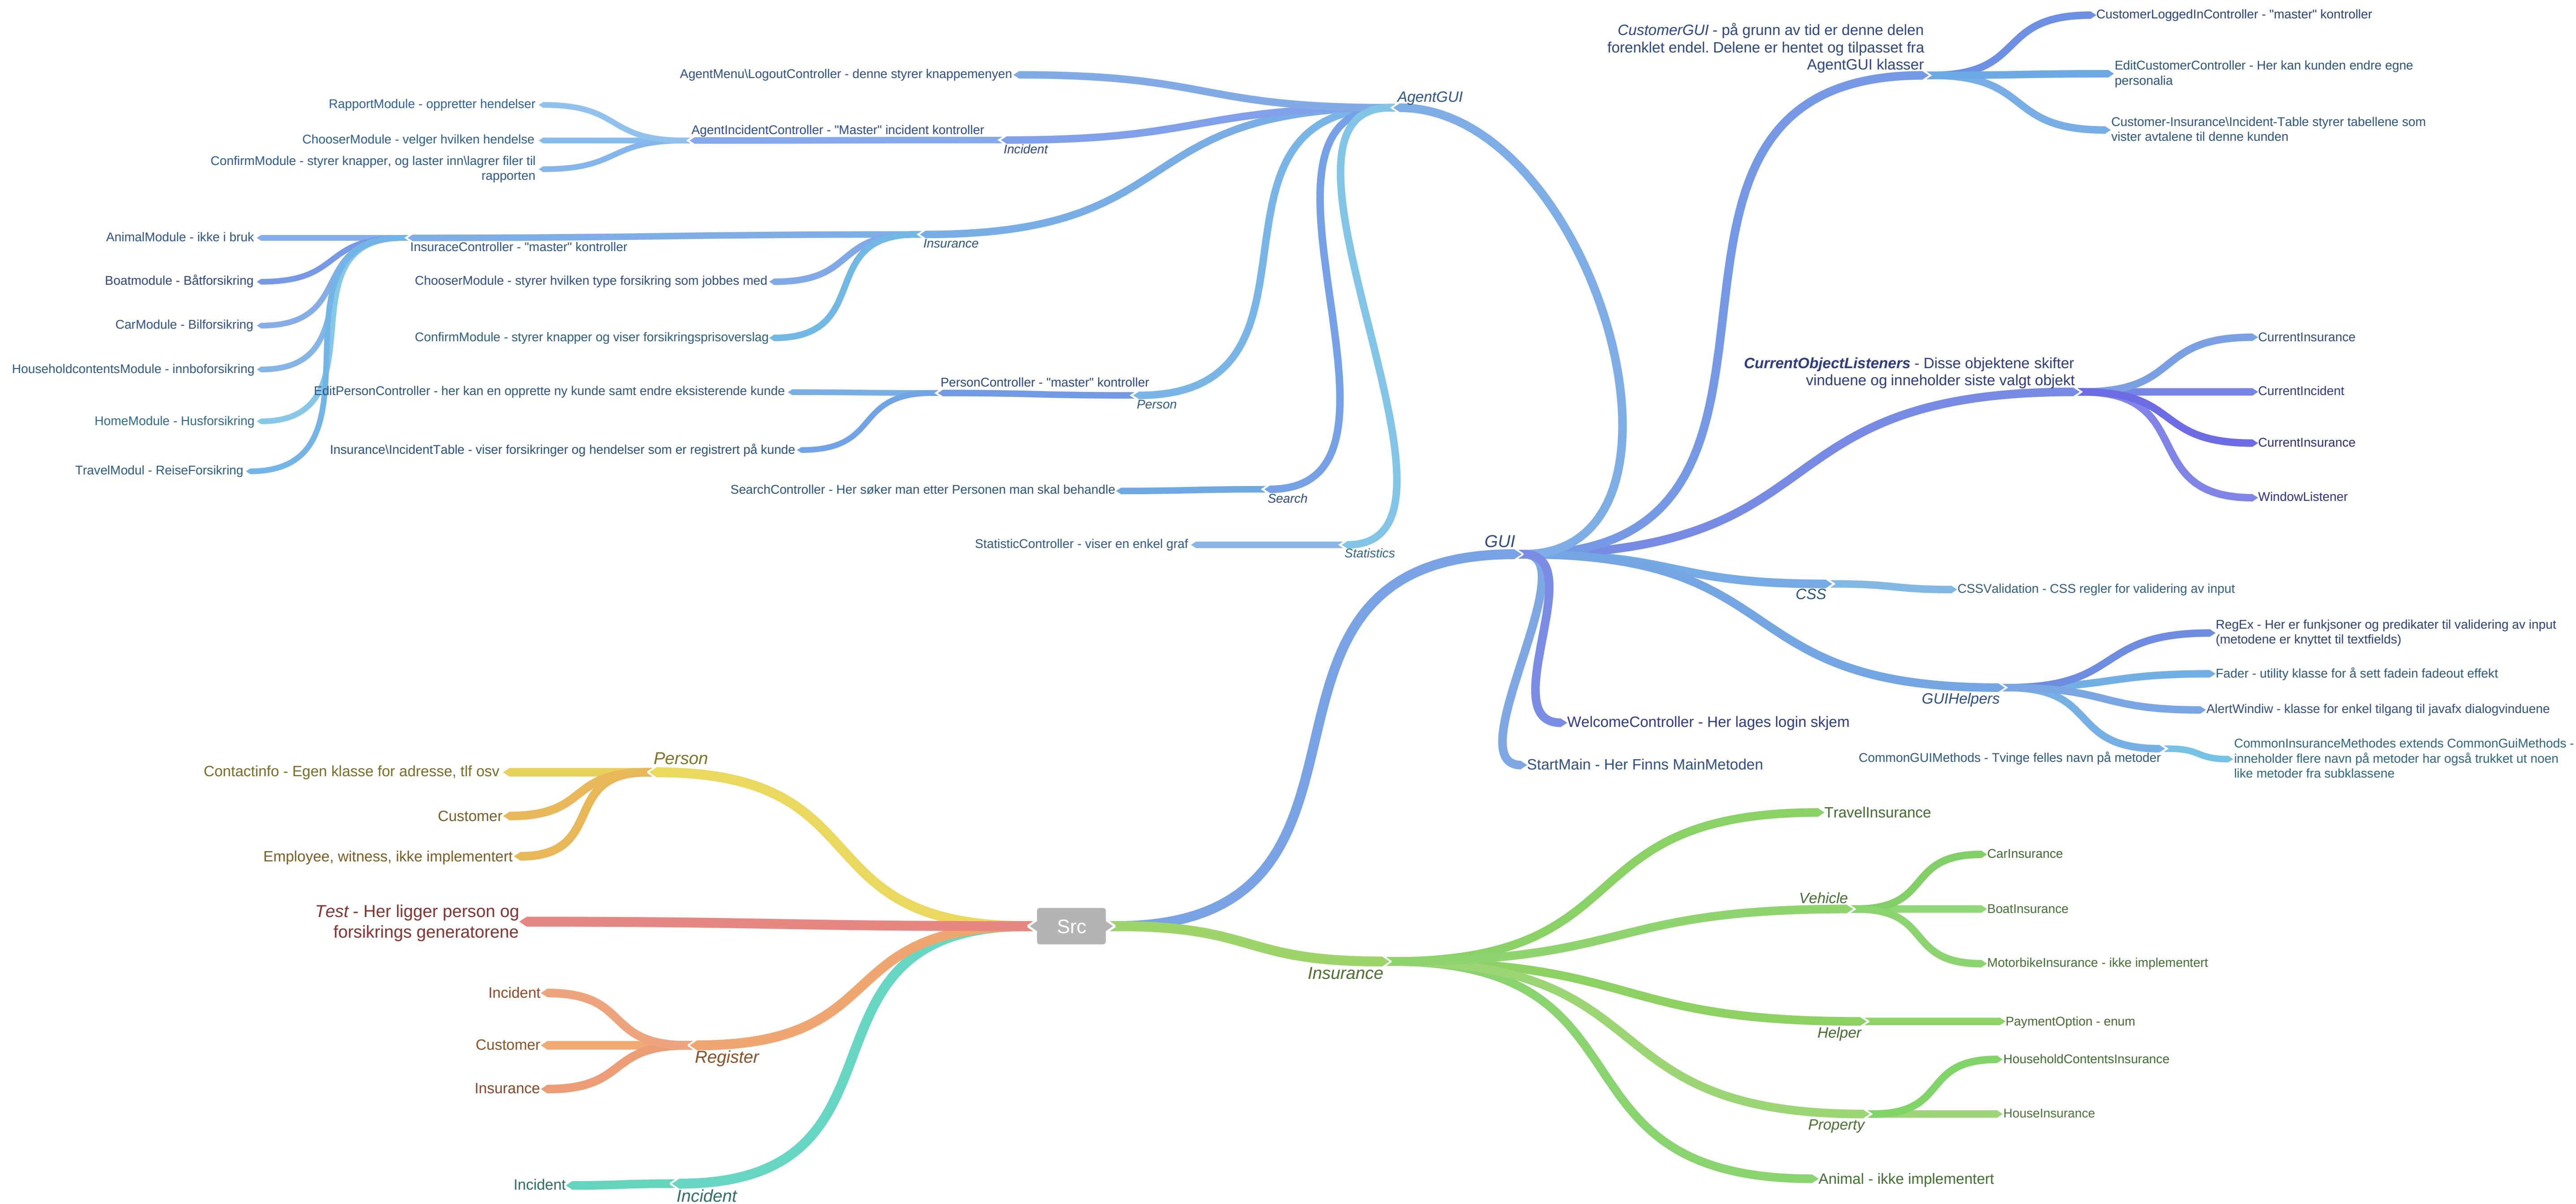 CustomerLoggedInController - "master" kontroller
CustomerGUI - på grunn av tid er denne delen
forenklet endel. Delene er hentet og tilpasset fra
AgentGUI klasser
EditCustomerController - Her kan kunden endre egne
personalia
Customer-Insurance\Incident-Table styrer tabellene som
vister avtalene til denne kunden
AgentGUI
AgentMenu\LogoutController - denne styrer knappemenyen
RapportModule - oppretter hendelser
ChooserModule - velger hvilken hendelse
ConfirmModule - styrer knapper, og laster inn\lagrer filer til
rapporten
AgentIncidentController - "Master" incident kontroller
Incident
AnimalModule - ikke i bruk
Boatmodule - Båtforsikring
CarModule - Bilforsikring
HouseholdcontentsModule - innboforsikring
HomeModule - Husforsikring
TravelModul - ReiseForsikring
InsuraceController - "master" kontroller
Insurance
ChooserModule - styrer hvilken type forsikring som jobbes med
ConfirmModule - styrer knapper og viser forsikringsprisoverslag
EditPersonController - her kan en opprette ny kunde samt endre eksisterende kunde
PersonController - "master" kontroller
Person
Insurance\IncidentTable - viser forsikringer og hendelser som er registrert på kunde
SearchController - Her søker man etter Personen man skal behandle
Search
StatisticController - viser en enkel graf
Statistics
GUI
CurrentObjectListeners - Disse objektene skifter
vinduene og inneholder siste valgt objekt
CurrentInsurance
CurrentIncident
CurrentInsurance
WindowListener
CSS
CSSValidation - CSS regler for validering av input
GUIHelpers
RegEx - Her er funkjsoner og predikater til validering av input
(metodene er knyttet til textfields)
Fader - utility klasse for å sett fadein fadeout effekt
AlertWindiw - klasse for enkel tilgang til javafx dialogvinduene
CommonGUIMethods - Tvinge felles navn på metoder
CommonInsuranceMethodes extends CommonGuiMethods -
inneholder flere navn på metoder har også trukket ut noen
like metoder fra subklassene
WelcomeController - Her lages login skjem
StartMain - Her Finns MainMetoden
Person
Contactinfo - Egen klasse for adresse, tlf osv
Customer
Employee, witness, ikke implementert
Test - Her ligger person og
forsikrings generatorene
Src
Incident
Customer
Insurance
Register
Incident
Incident
Insurance
TravelInsurance
Vehicle
CarInsurance
BoatInsurance
MotorbikeInsurance - ikke implementert
Helper
PaymentOption - enum
Property
HouseholdContentsInsurance
HouseInsurance
Animal - ikke implementert